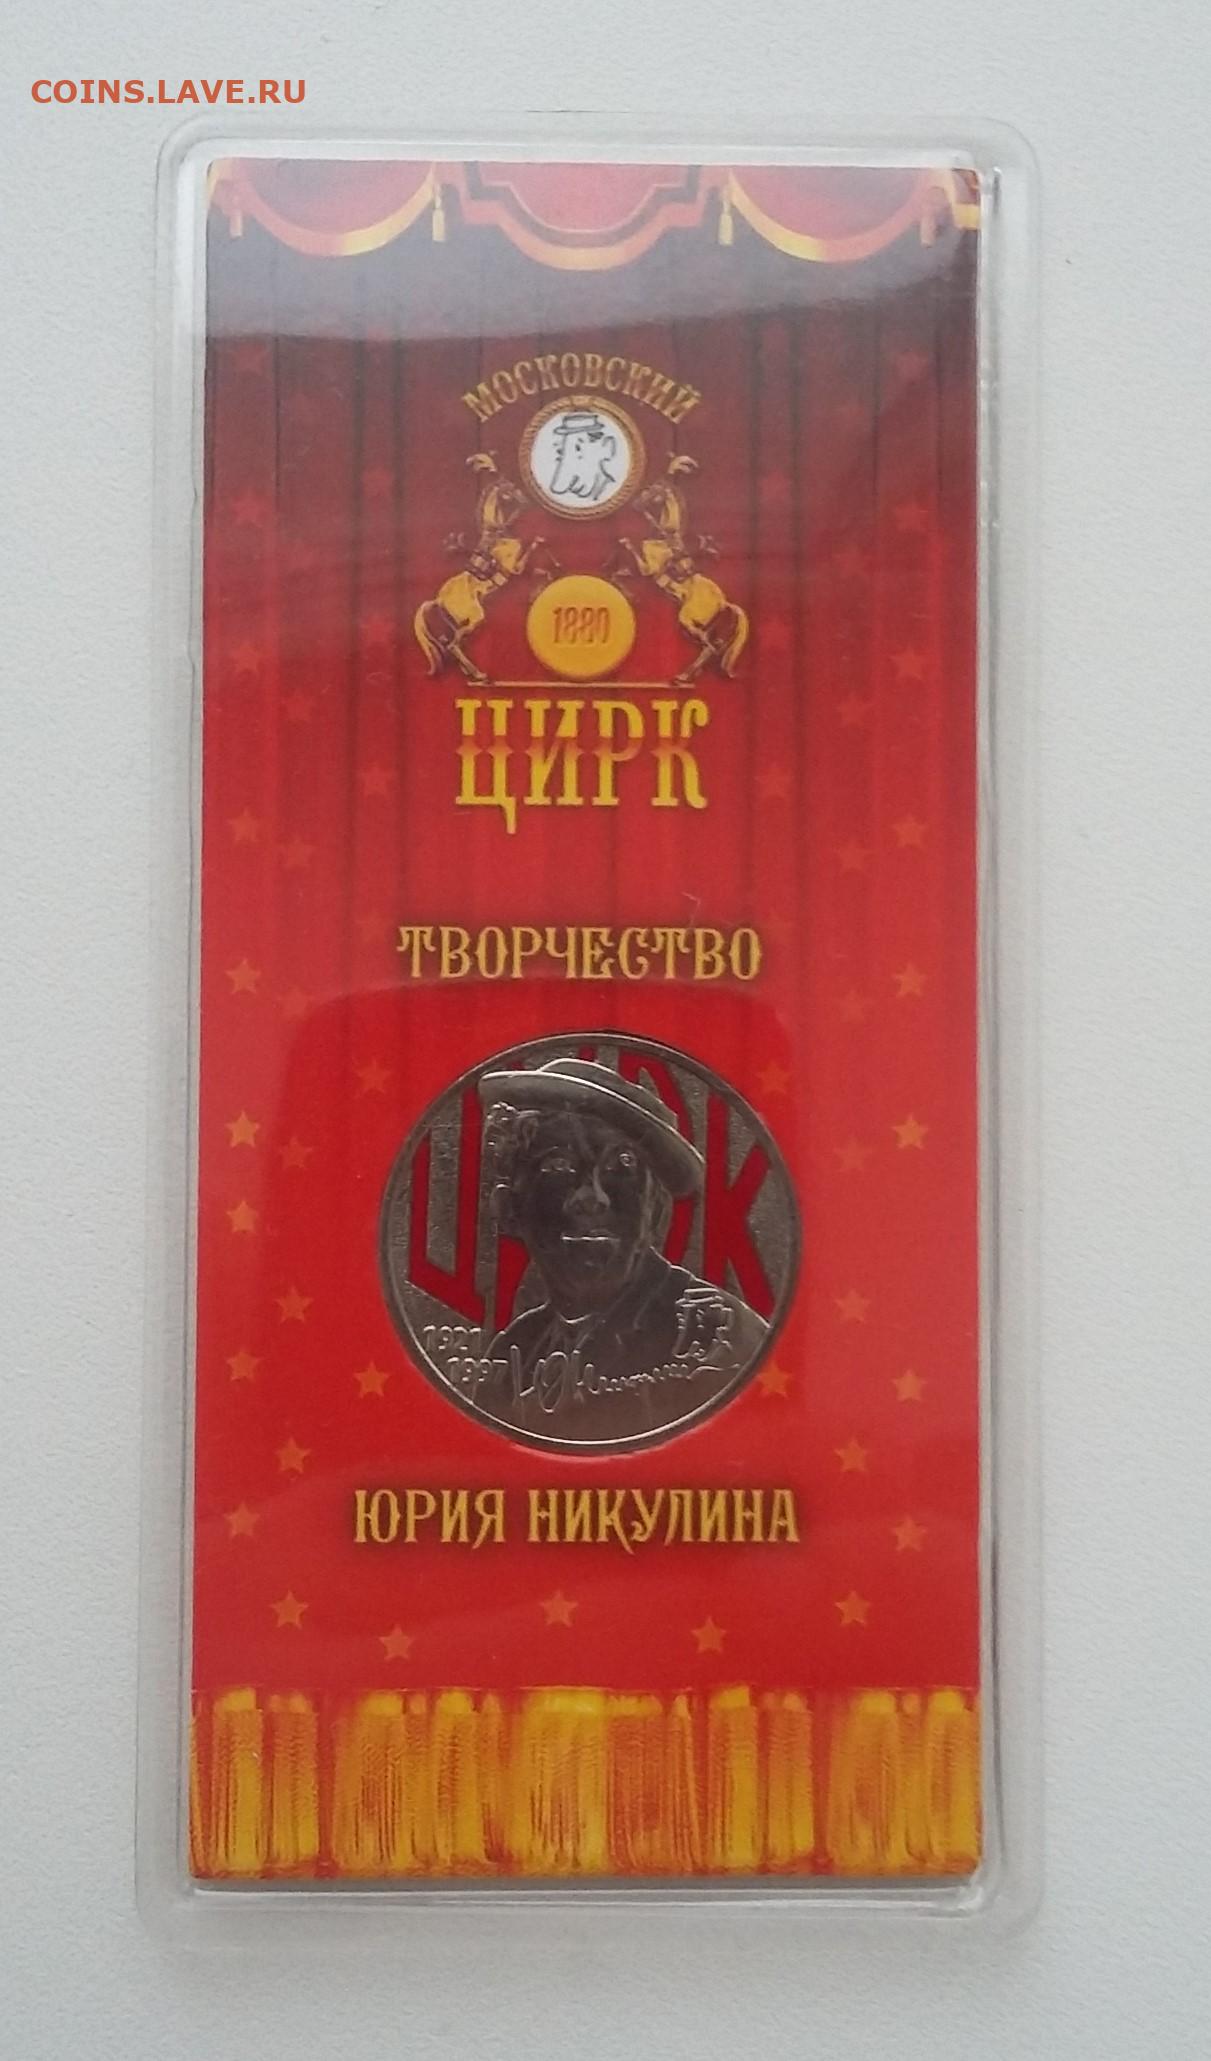 COINS.LAVE.RU
МОСКОВСКИЙ
1880
ЦИРК
ТВОРЧЕСТВО
ЦИРК
1921
1997
ЮРИЯ НИКУЛИНА